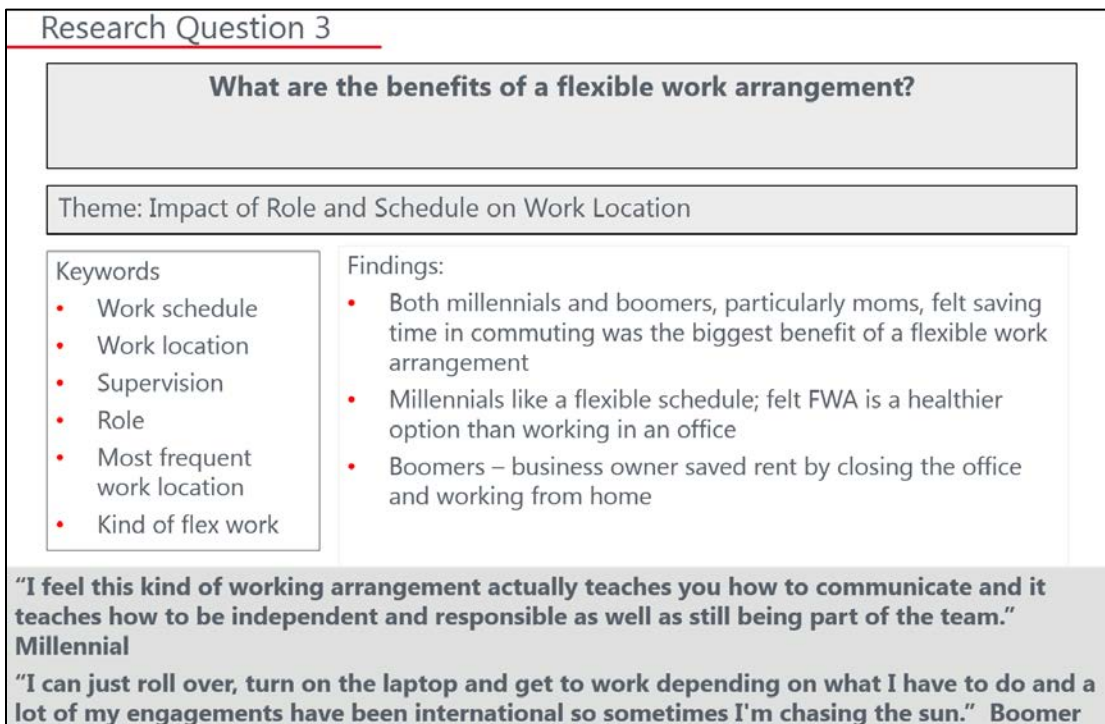 Research Question 3
What are the benefits of a flexible work arrangement?
Theme: Impact of Role and Schedule on Work Location
Keywords
• Work schedule
• Work location
• Supervision
• Role
• Most frequent
work location
• Kind of flex work
Findings:
• Both millennials and boomers, particularly moms, felt saving
time in commuting was the biggest benefit of a flexible work
arrangement
• Millennials like a flexible schedule; felt FWA is a healthier
option than working in an office
• Boomers – business owner saved rent by closing the office
and working from home
“I feel this kind of working arrangement actually teaches you how to communicate and it
teaches how to be independent and responsible as well as still being part of the team.”
Millennial
“I can just roll over, turn on the laptop and get to work depending on what I have to do and a
lot of my engagements have been international so sometimes I'm chasing the sun.” Boomer